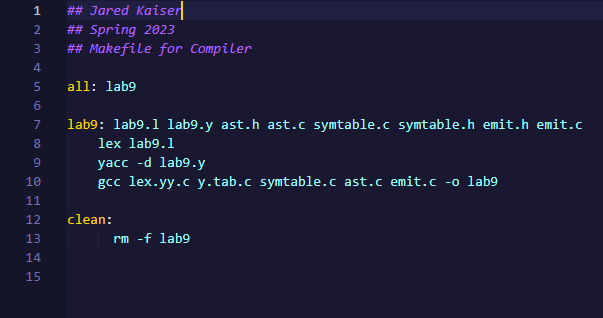 1 ## Jared Kaiser
2 ## Spring 2023
3 ## Makefile for Compiler
4
5 all: lab9
6
7 lab9: lab9.l lab9.y ast.h ast.c symtable.c symtable.h emit.h emit.c
8     lex lab9.l
9     yacc -d lab9.y
10     gcc lex.yy.c y.tab.c symtable.c ast.c emit.c -o lab9
11
12 clean:
13       rm -f lab9
14
15